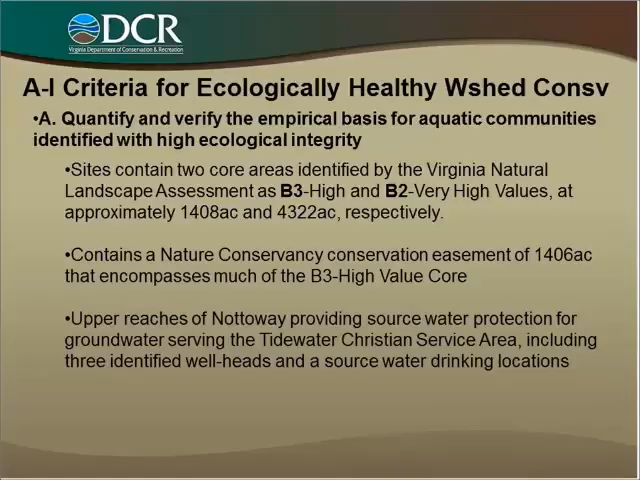 DCR
Virginia Department of Conservation & Recreation
A-I Criteria for Ecologically Healthy Wshed Consv
•A. Quantify and verify the empirical basis for aquatic communities
identified with high ecological integrity
•Sites contain two core areas identified by the Virginia Natural
Landscape Assessment as B3-High and B2-Very High Values, at
approximately 1408ac and 4322ac, respectively.
•Contains a Nature Conservancy conservation easement of 1406ac
that encompasses much of the B3-High Value Core
•Upper reaches of Nottoway providing source water protection for
groundwater serving the Tidewater Christian Service Area, including
three identified well-heads and a source water drinking locations